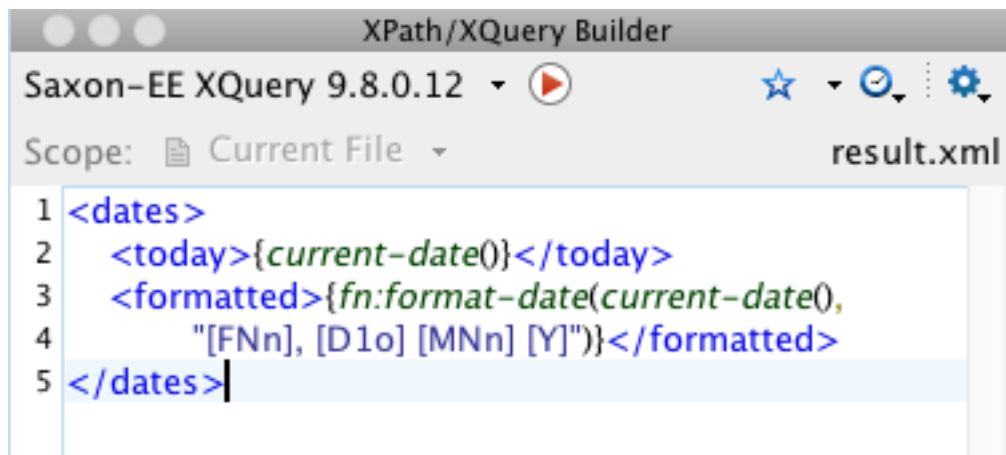 XPath/XQuery Builder
Saxon-EE XQuery 9.8.0.12
Scope: Current File result.xml
1 <dates>
2 <today>{current-date()}</today>
3 <formatted>{fn:format-date(current-date(),
4 "[FNn], [D1o] [MNn] [Y]")}</formatted>
5 </dates>